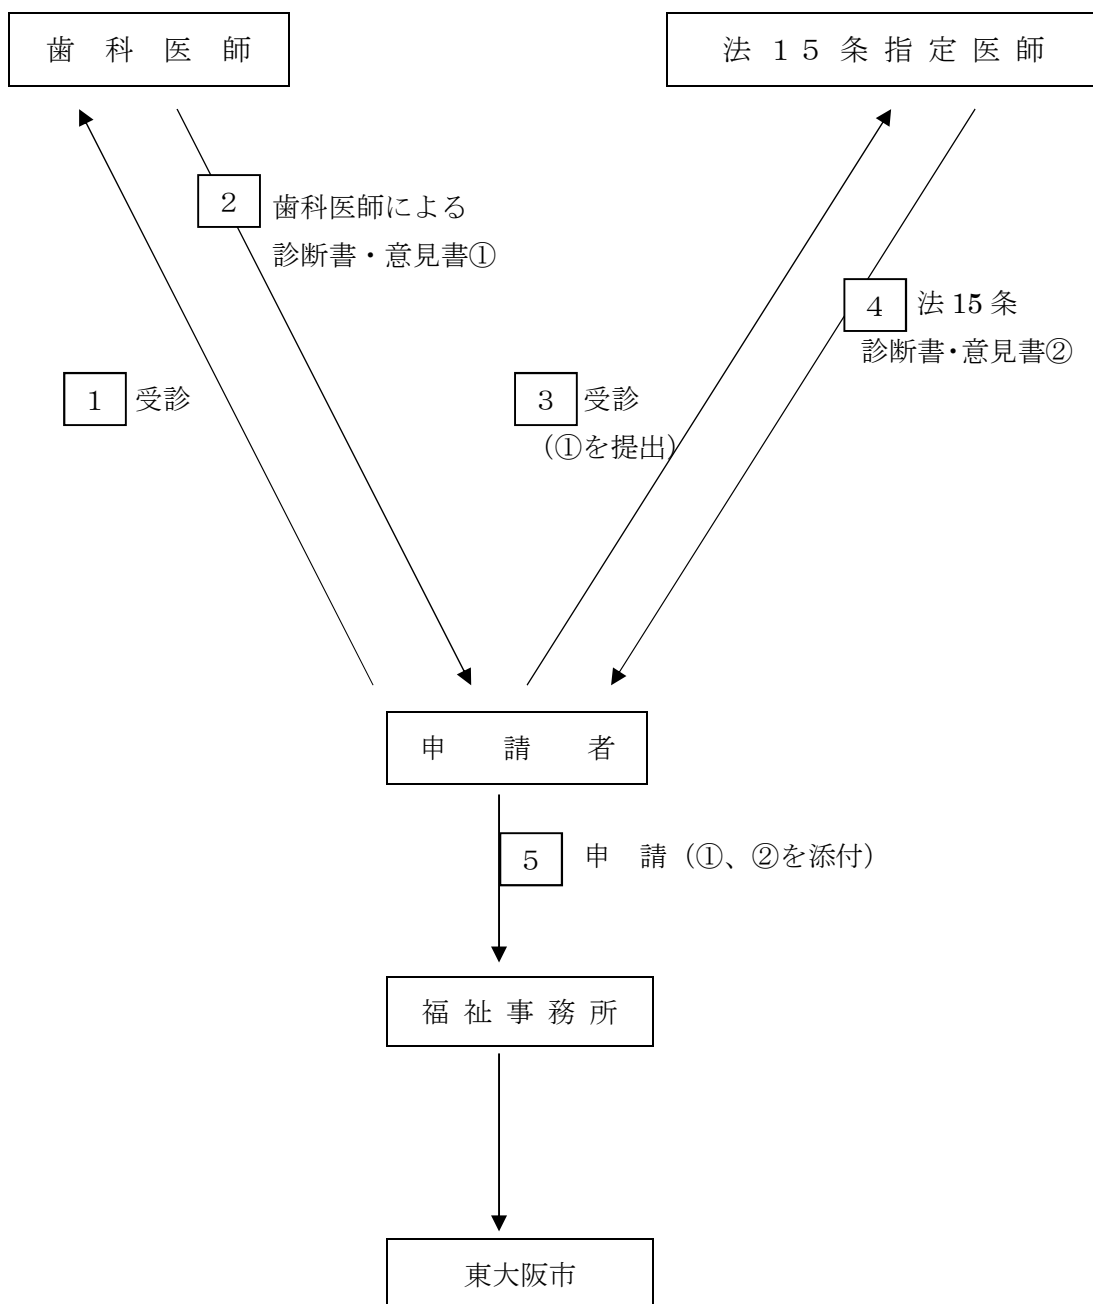 歯 科 医 師
法 １５ 条 指 定 医 師
２
歯科医師による
診断書・意見書①
４
法 15 条
診断書・意見書②
１
受診
３
受診
（①を提出）
申 請 者
５
申 請（①、②を添付）
福 祉 事 務 所
東大阪市